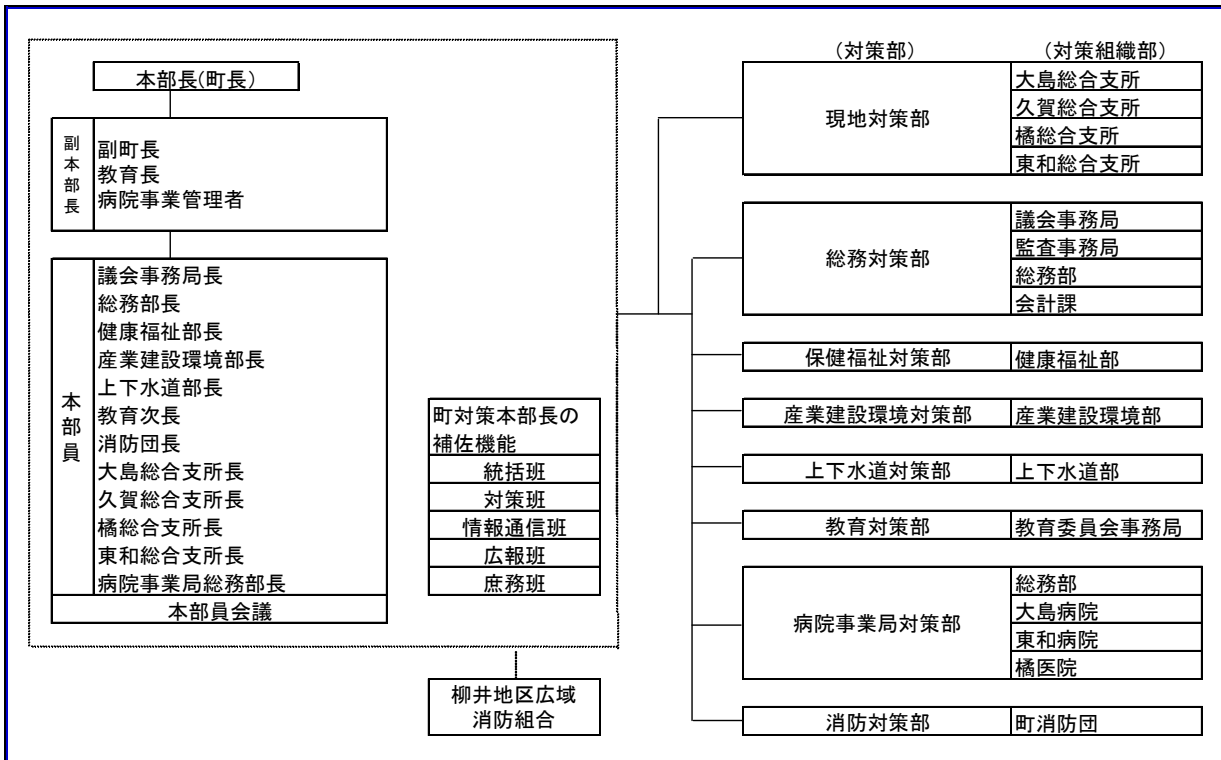 本部長(町長)
副本部長
副町長
教育長
病院事業管理者
本部員
議会事務局長
総務部長
健康福祉部長
産業建設環境部長
上下水道部長
教育次長
消防団長
大島総合支所長
久賀総合支所長
橘総合支所長
東和総合支所長
病院事業局総務部長
本部員会議
町対策本部長の
補佐機能
統括班
対策班
情報通信班
広報班
庶務班
柳井地区広域
消防組合
(対策部) (対策組織部)
現地対策部
大島総合支所
久賀総合支所
橘総合支所
東和総合支所
総務対策部
議会事務局
監査事務局
総務部
会計課
保健福祉対策部 健康福祉部
産業建設環境対策部 産業建設環境部
上下水道対策部 上下水道部
教育対策部 教育委員会事務局
病院事業局対策部
総務部
大島病院
東和病院
橘医院
消防対策部 町消防団